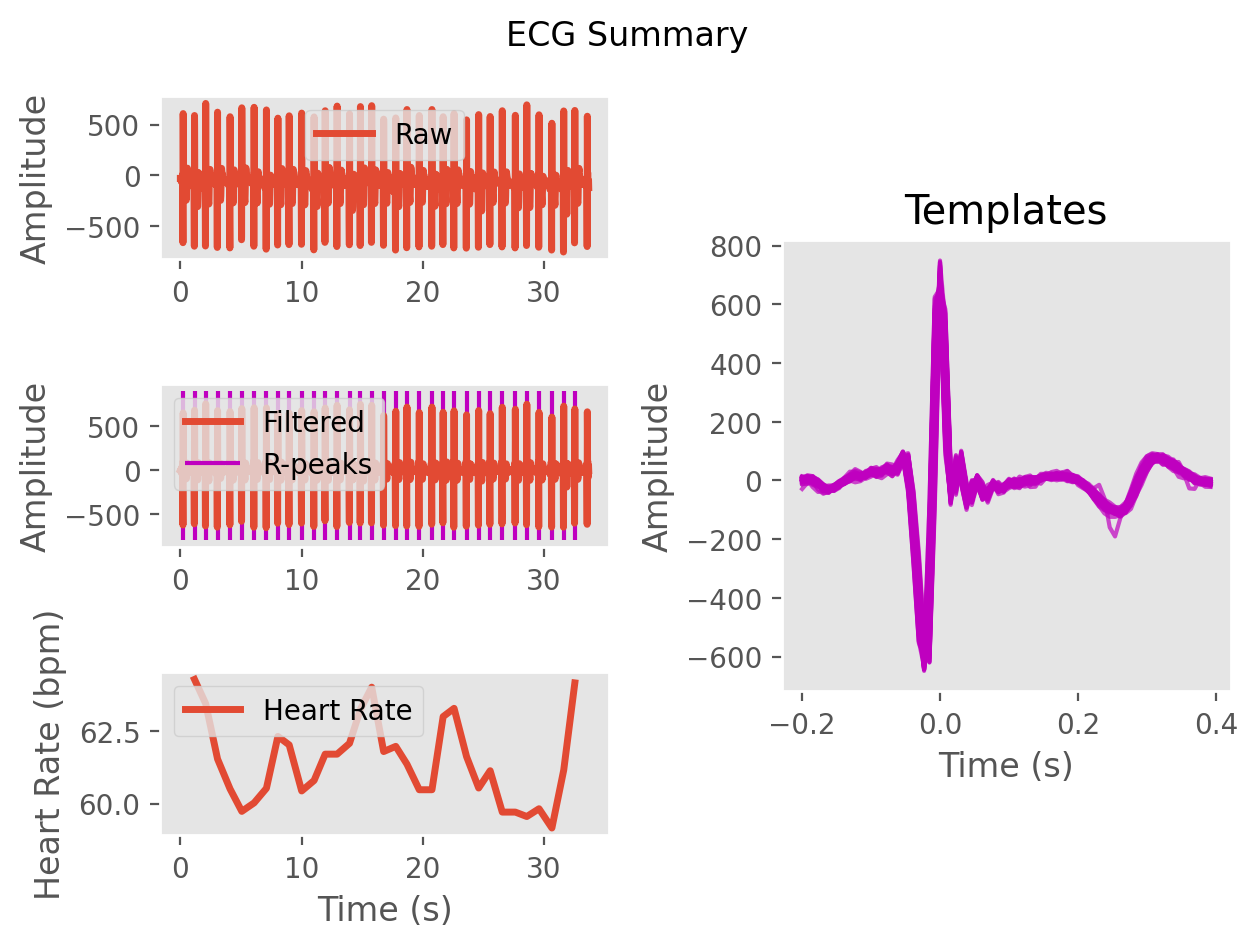 ECG Summary
Amplitude
500
0
−500
Raw
0 10 20 30
Amplitude
500
0
−500
Filtered
R-peaks
0 10 20 30
Heart Rate (bpm)
62.5
60.0
Heart Rate
0 10 20 30
Time (s)
Templates
Amplitude
800
600
400
200
0
−200
−400
−600
−0.2 0.0 0.2 0.4
Time (s)